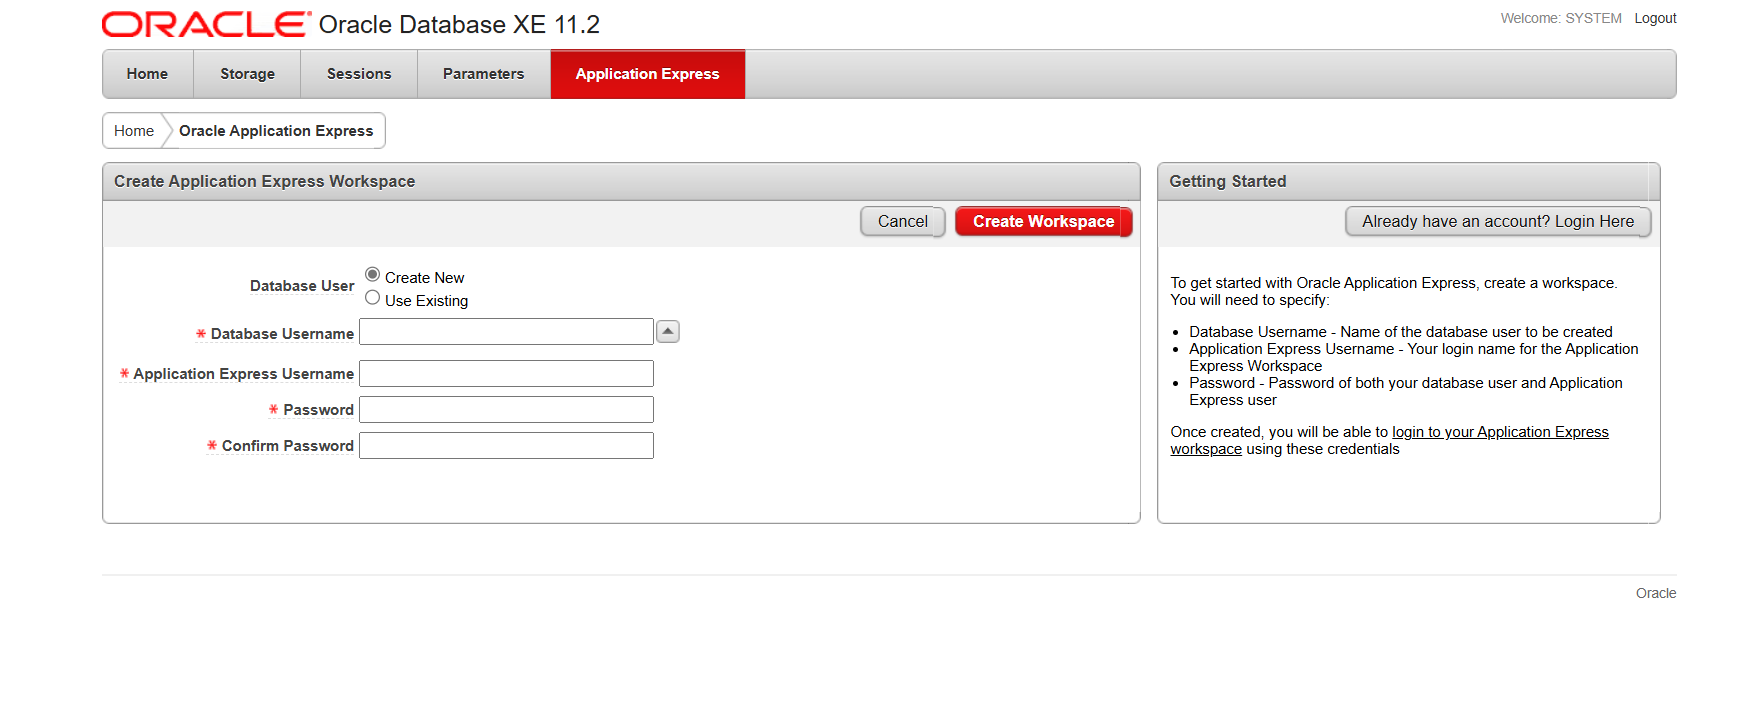 ORACLE Oracle Database XE 11.2
Welcome: SYSTEM Logout
Home Storage Sessions Parameters Application Express
Home Oracle Application Express
Create Application Express Workspace
Cancel Create Workspace
Database User
Create New
Use Existing
* Database Username
* Application Express Username
* Password
* Confirm Password
Getting Started
Already have an account? Login Here
To get started with Oracle Application Express, create a workspace.
You will need to specify:
• Database Username - Name of the database user to be created
• Application Express Username - Your login name for the Application
Express Workspace
• Password - Password of both your database user and Application
Express user
Once created, you will be able to login to your Application Express
workspace using these credentials
Oracle